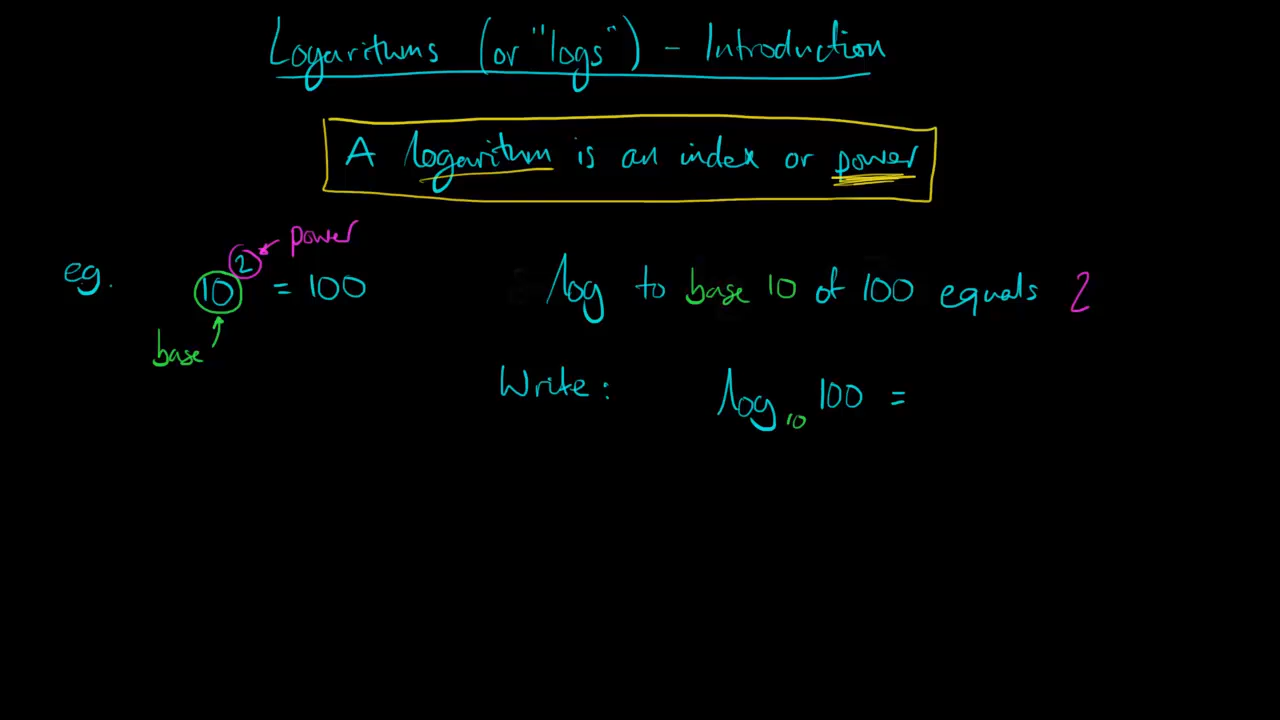 Logarithms (or "logs") - Introduction
A logarithm is an index or power
eg. 10² = 100 power base
log to base 10 of 100 equals 2
Write: log₁₀ 100 =